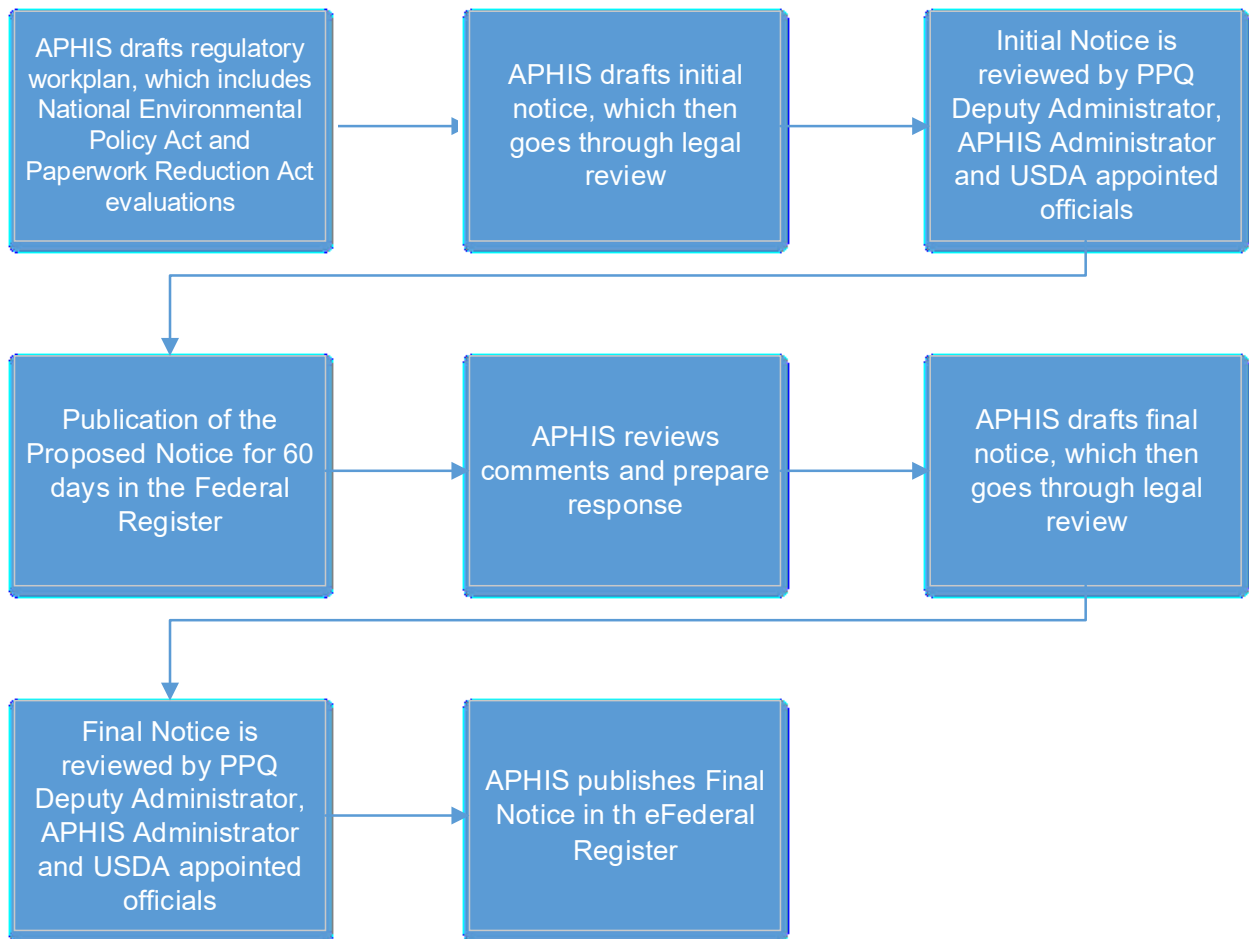 APHIS drafts regulatory
workplan, which includes
National Environmental
Policy Act and
Paperwork Reduction Act
evaluations
APHIS drafts initial
notice, which then
goes through legal
review
Initial Notice is
reviewed by PPQ
Deputy Administrator,
APHIS Administrator
and USDA appointed
officials
Publication of the
Proposed Notice for 60
days in the Federal
Register
APHIS reviews
comments and prepare
response
APHIS drafts final
notice, which then
goes through legal
review
Final Notice is
reviewed by PPQ
Deputy Administrator,
APHIS Administrator
and USDA appointed
officials
APHIS publishes Final
Notice in th eFederal
Register